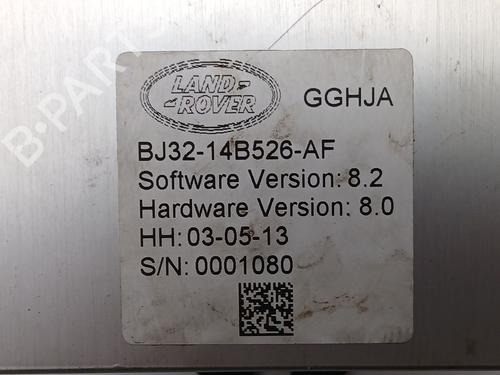 LAND-
-ROVER
GGHJA
BJ32-14B526-AF
Software Version: 8.2
Hardware Version: 8.0
HH: 03-05-13
S/N: 0001080
B-PARTS